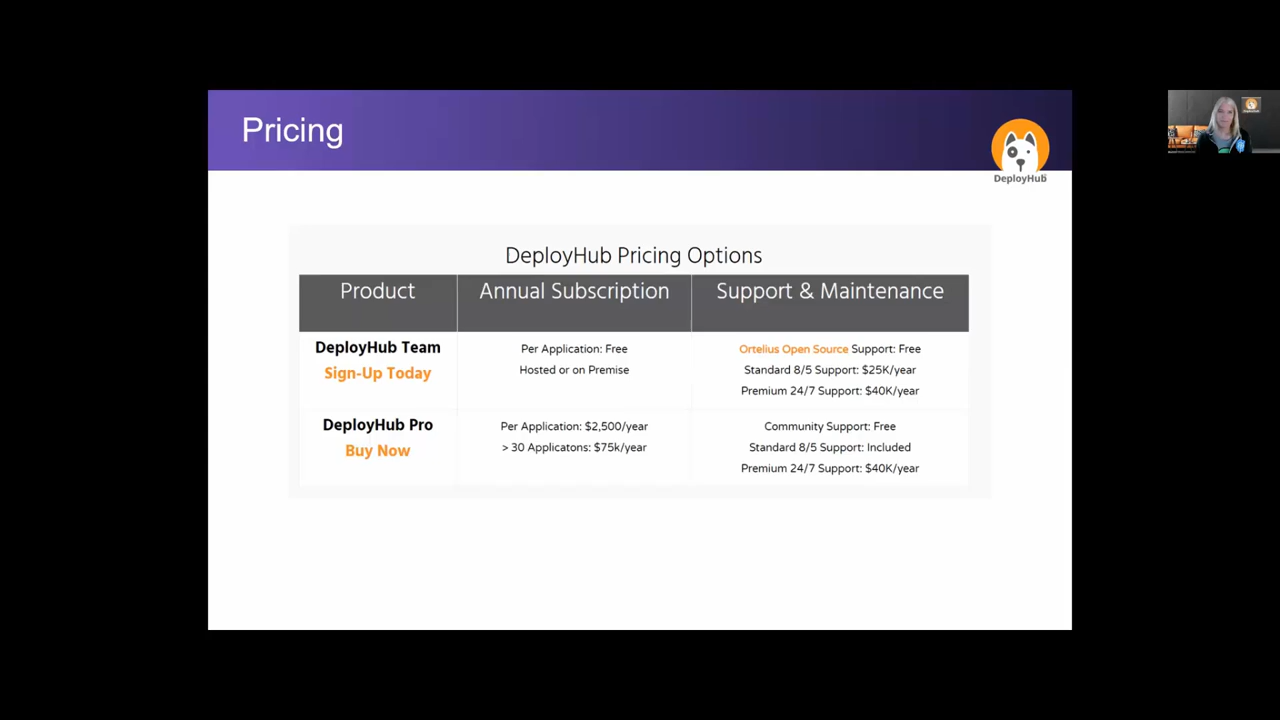 Pricing
DeployHub
DeployHub Pricing Options
Product
Annual Subscription
Support & Maintenance
DeployHub Team
Sign-Up Today
Per Application: Free
Hosted or on Premise
Ortelius Open Source Support: Free
Standard 8/5 Support: $25K/year
Premium 24/7 Support: $40K/year
DeployHub Pro
Buy Now
Per Application: $2,500/year
> 30 Applicatons: $75k/year
Community Support: Free
Standard 8/5 Support: Included
Premium 24/7 Support: $40K/year